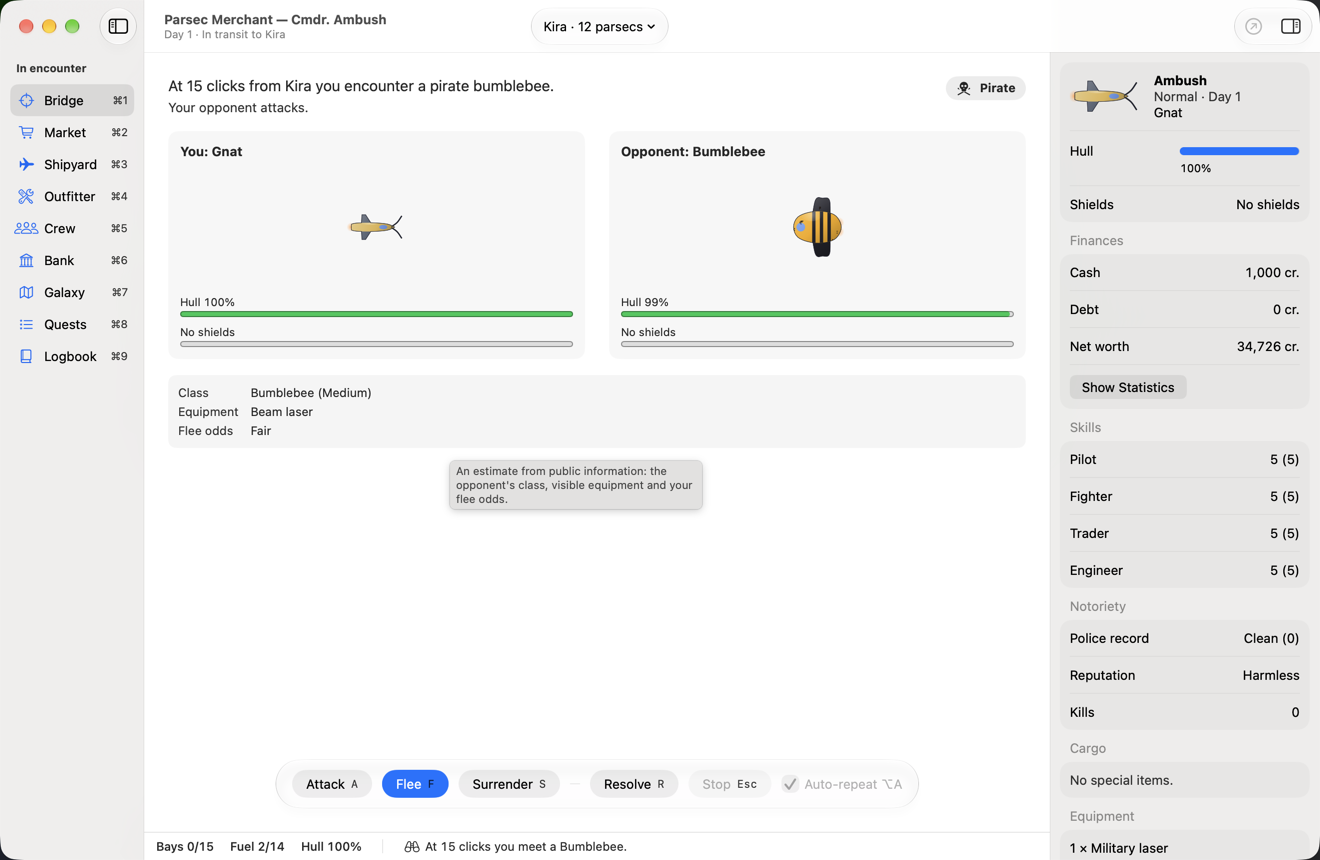 Parsec Merchant — Cmdr. Ambush
Day 1 · In transit to Kira
Kira · 12 parsecs
In encounter
Bridge ⌘1
Market ⌘2
Shipyard ⌘3
Outfitter ⌘4
Crew ⌘5
Bank ⌘6
Galaxy ⌘7
Quests ⌘8
Logbook ⌘9
At 15 clicks from Kira you encounter a pirate bumblebee.
Your opponent attacks.
Pirate
You: Gnat
Hull 100%
No shields
Opponent: Bumblebee
Hull 99%
No shields
Class Bumblebee (Medium)
Equipment Beam laser
Flee odds Fair
An estimate from public information: the
opponent's class, visible equipment and your
flee odds.
Attack A
Flee F
Surrender S
Resolve R
Stop Esc
Auto-repeat ⌥A
Bays 0/15 Fuel 2/14 Hull 100% At 15 clicks you meet a Bumblebee.
Ambush
Normal · Day 1
Gnat
Hull
100%
Shields No shields
Finances
Cash 1,000 cr.
Debt 0 cr.
Net worth 34,726 cr.
Show Statistics
Skills
Pilot 5 (5)
Fighter 5 (5)
Trader 5 (5)
Engineer 5 (5)
Notoriety
Police record Clean (0)
Reputation Harmless
Kills 0
Cargo
No special items.
Equipment
1 × Military laser